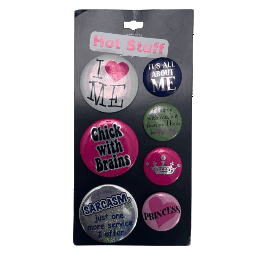 Hot Stuff
I
ME
IT'S ALL
ABOUT
ME
Chick
with
Brains
SARCASM:
just one
more service
I offer!
PRINCESS